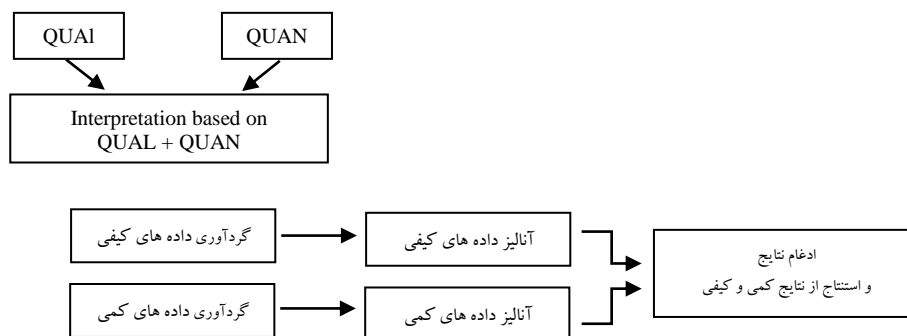 QUAl
QUAN
Interpretation based on
QUAL + QUAN
گردآوری داده های کیفی
آنالیز داده های کیفی
ادغام نتایج
و استنتاج از نتایج کمی و کیفی
گردآوری داده های کمی
آنالیز داده های کمی